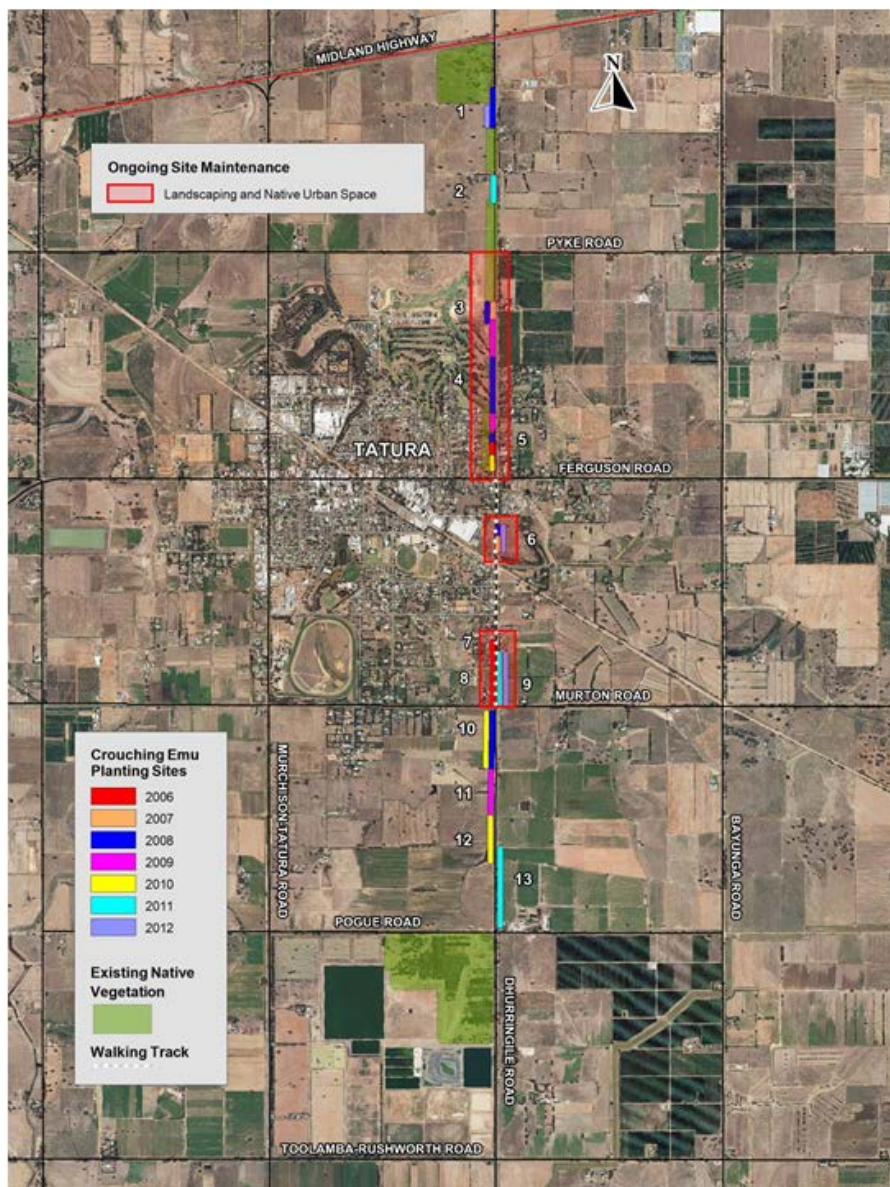 MIDLAND HIGHWAY
N
1
Ongoing Site Maintenance
Landscaping and Native Urban Space
2
PYKE ROAD
3
4
5
TATURA
FERGUSON ROAD
6
7
8
9
MURTON ROAD
10
Crouching Emu
Planting Sites
2006
2007
2008
2009
2010
2011
2012
Existing Native
Vegetation
Walking Track
MURCHISON-TATURA ROAD
11
12
13
BAYUNGA ROAD
POGUE ROAD
DHURRINGILE ROAD
TOOLAMBA-RUSHWORTH ROAD